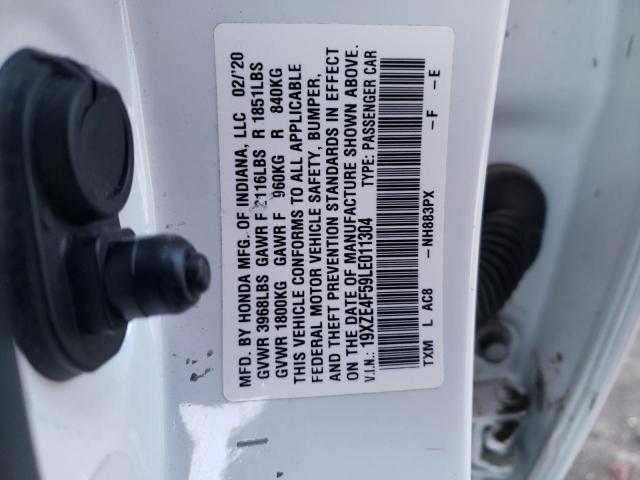 MFD. BY HONDA MFG. OF INDIANA, LLC 02/'20
GVWR 3968LBS GAWR F 2116LBS R 1851LBS
GVWR 1800KG GAWR F 960KG R 840KG
THIS VEHICLE CONFORMS TO ALL APPLICABLE
FEDERAL MOTOR VEHICLE SAFETY, BUMPER,
AND THEFT PREVENTION STANDARDS IN EFFECT
ON THE DATE OF MANUFACTURE SHOWN ABOVE.
V.I.N.: 19XZE4F59LE011304 TYPE: PASSENGER CAR
TXM L AC8 -NH883PX -F -E